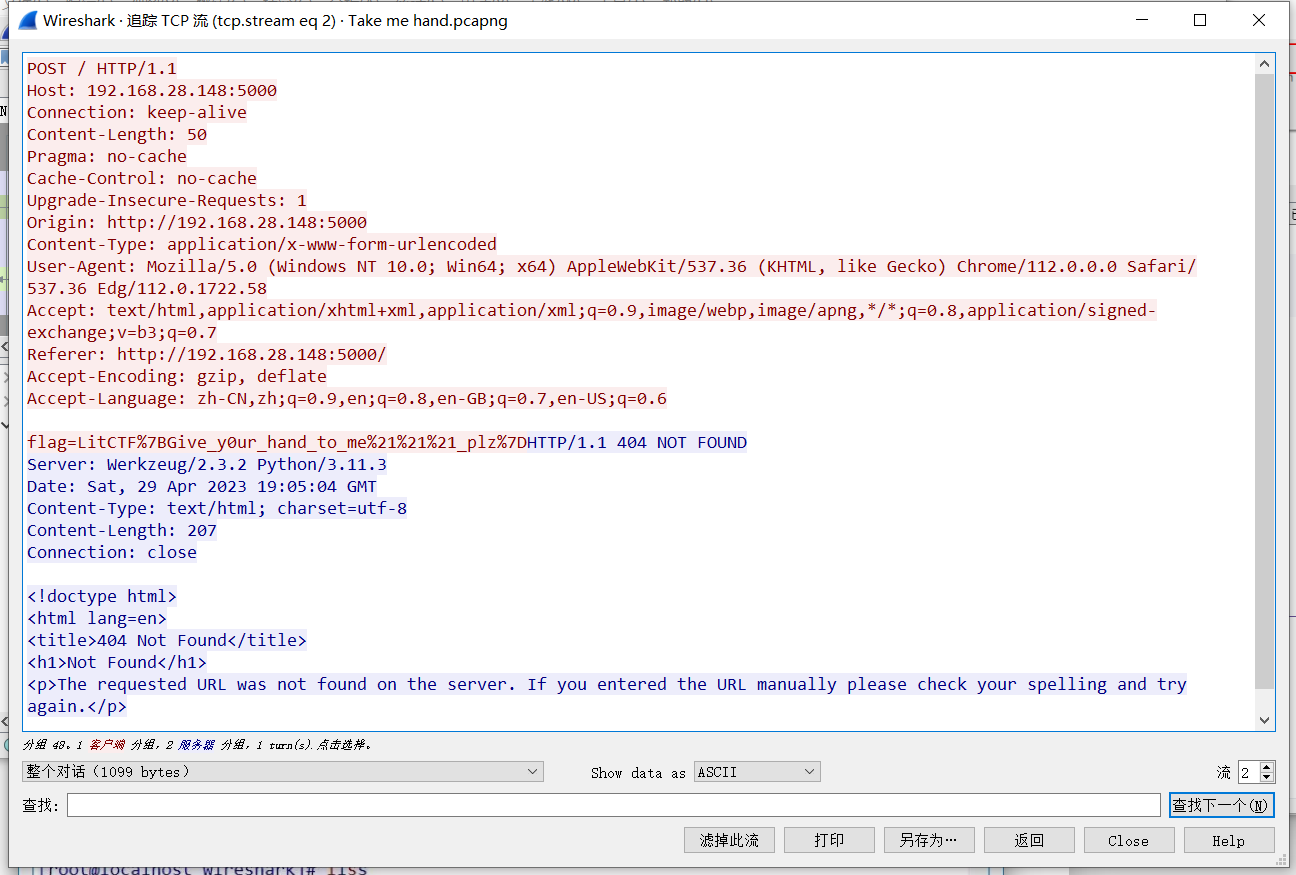 Wireshark · 追踪 TCP 流 (tcp.stream eq 2) · Take me hand.pcapng
POST / HTTP/1.1
Host: 192.168.28.148:5000
Connection: keep-alive
Content-Length: 50
Pragma: no-cache
Cache-Control: no-cache
Upgrade-Insecure-Requests: 1
Origin: http://192.168.28.148:5000
Content-Type: application/x-www-form-urlencoded
User-Agent: Mozilla/5.0 (Windows NT 10.0; Win64; x64) AppleWebKit/537.36 (KHTML, like Gecko) Chrome/112.0.0.0 Safari/
537.36 Edg/112.0.1722.58
Accept: text/html,application/xhtml+xml,application/xml;q=0.9,image/webp,image/apng,*/*;q=0.8,application/signed-
exchange;v=b3;q=0.7
Referer: http://192.168.28.148:5000/
Accept-Encoding: gzip, deflate
Accept-Language: zh-CN,zh;q=0.9,en;q=0.8,en-GB;q=0.7,en-US;q=0.6
flag=LitCTF%7BGive_y0ur_hand_to_me%21%21%21_plz%7DHTTP/1.1 404 NOT FOUND
Server: Werkzeug/2.3.2 Python/3.11.3
Date: Sat, 29 Apr 2023 19:05:04 GMT
Content-Type: text/html; charset=utf-8
Content-Length: 207
Connection: close
<!doctype html>
<html lang=en>
<title>404 Not Found</title>
<h1>Not Found</h1>
<p>The requested URL was not found on the server. If you entered the URL manually please check your spelling and try
again.</p>
分组 48。1 客户端 分组，2 服务器 分组，1 turn(s). 点击选择。
整个对话（1099 bytes）
Show data as ASCII
流 2
查找:
查找下一个(N)
滤掉此流 打印 另存为… 返回 Close Help